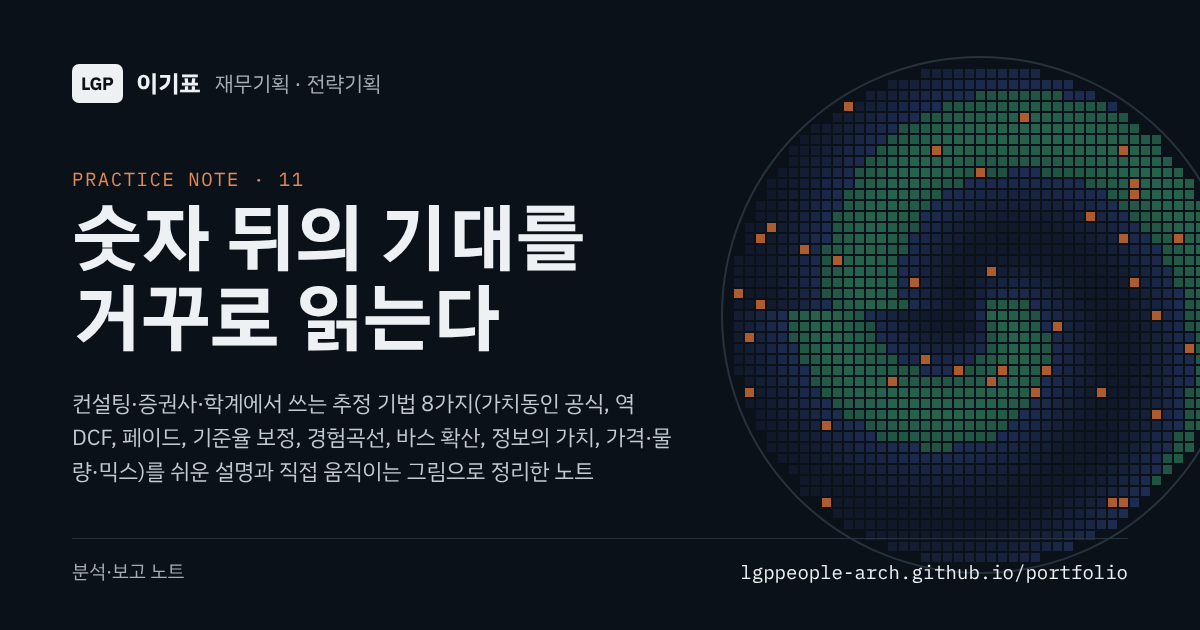 LGP 이기표 재무기획 · 전략기획
PRACTICE NOTE · 11
숫자 뒤의 기대를
거꾸로 읽는다
컨설팅·증권사·학계에서 쓰는 추정 기법 8가지(가치동인 공식, 역
DCF, 페이드, 기준율 보정, 경험곡선, 바스 확산, 정보의 가치, 가격·물
량·믹스)를 쉬운 설명과 직접 움직이는 그림으로 정리한 노트
분석·보고 노트
lgppeople-arch.github.io/portfolio